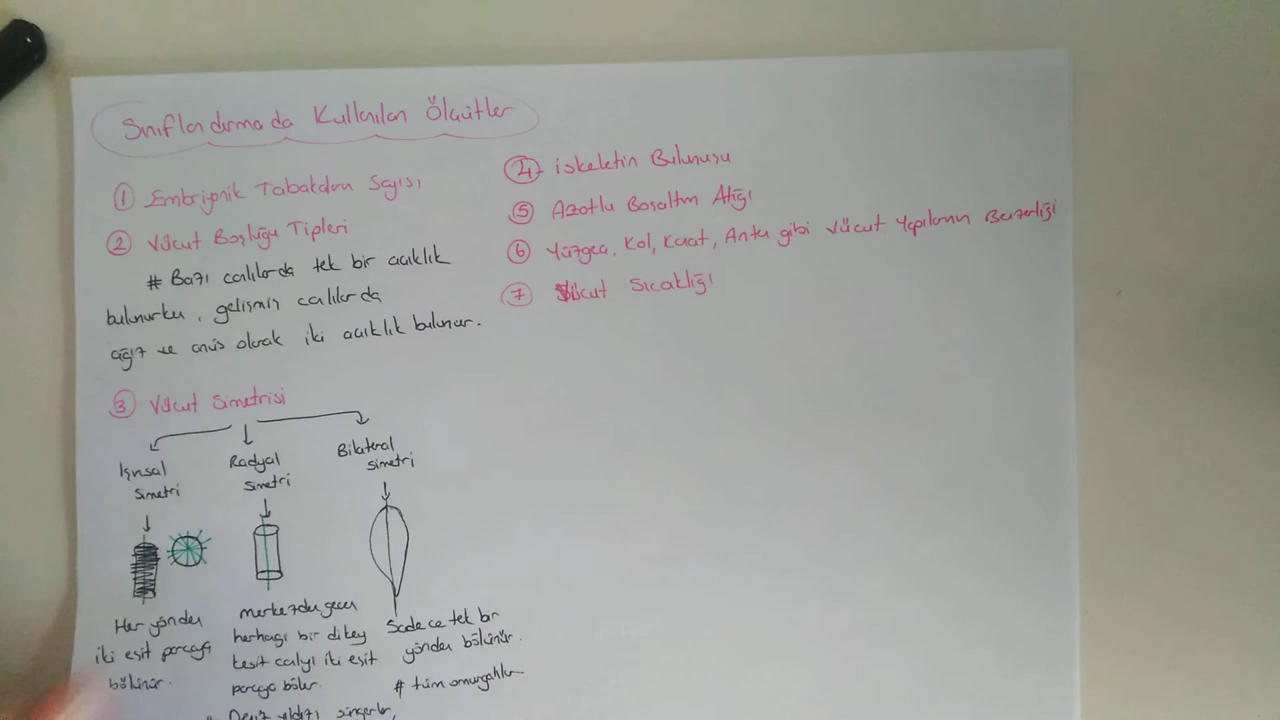 Sınıflandırmada Kullanılan Ölçütler
① Embriyonik Tabakanın Sayısı
② Vücut Boşluğu Tipleri
# Bazı canlılarda tek bir açıklık
bulunurken, gelişmiş canlılarda
ağız ve anüs olarak iki açıklık bulunur.
③ Vücut Simetrisi
Işınsal
simetri
Radyal
simetri
Bilateral
simetri
Her yönden
iki eşit parçaya
bölünür.
merkezden geçen
herhangi bir dikey
kesit canlıyı iki eşit
parçaya böler.
Deniz yıldızı süngerler,
Sadece tek bir
yönden bölünür.
# tüm omurgalılar
④ İskeletin Bulunuşu
⑤ Azotlu Boşaltım Atığı
⑥ Yüzgeç, Kol, Kanat, Anten gibi Vücut Yapılarının Benzerliği
⑦ Vücut Sıcaklığı